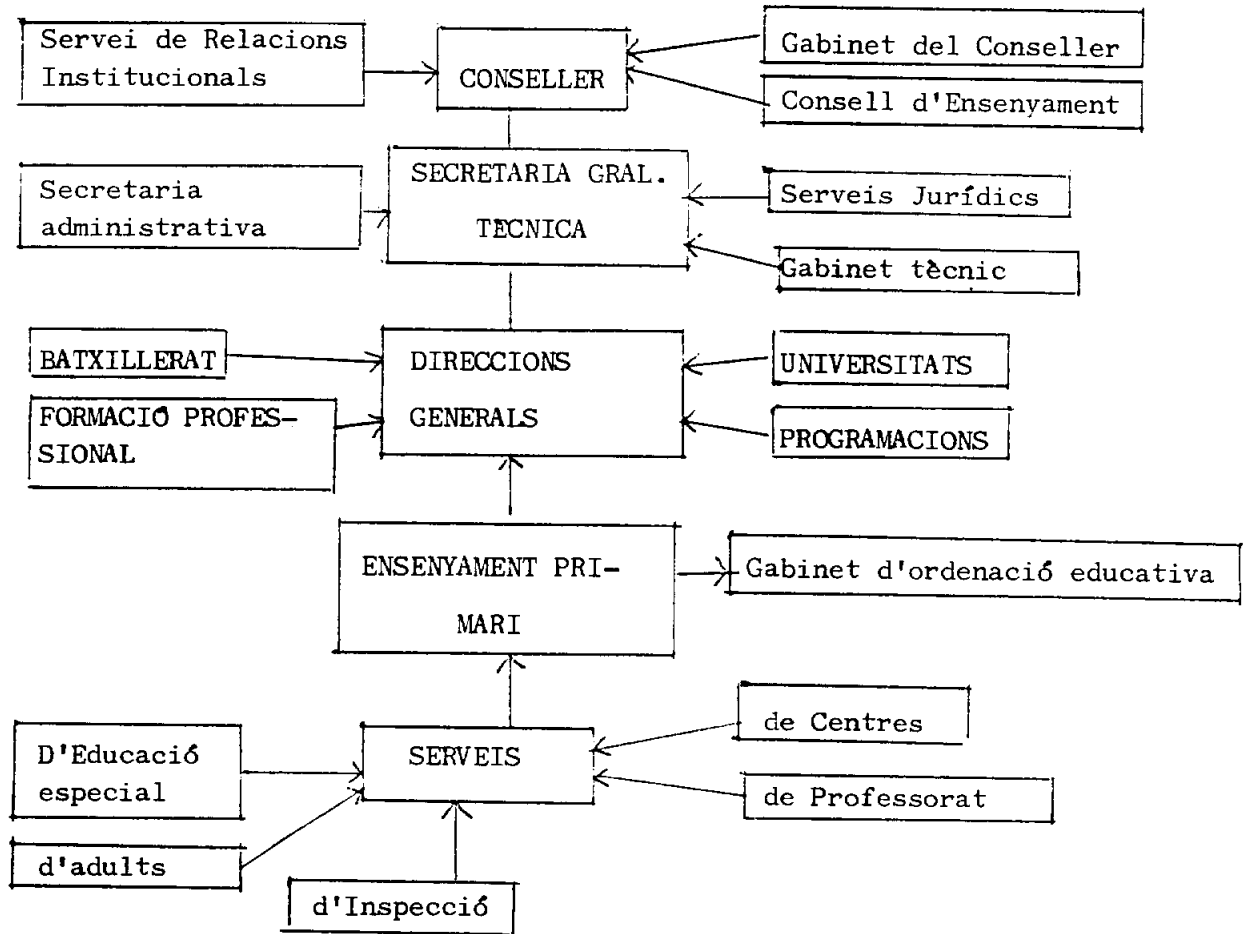 Servei de Relacions
Institucionals
CONSELLER
Gabinet del Conseller
Consell d'Ensenyament
Secretaria
administrativa
SECRETARIA GRAL.
TÈCNICA
Serveis Jurídics
Gabinet tècnic
BATXILLERAT
FORMACIÓ PROFES-
SIONAL
DIRECCIONS
GENERALS
UNIVERSITATS
PROGRAMACIONS
ENSENYAMENT PRI-
MARI
Gabinet d'ordenació educativa
D'Educació
especial
d'adults
SERVEIS
de Centres
de Professorat
d'Inspecció